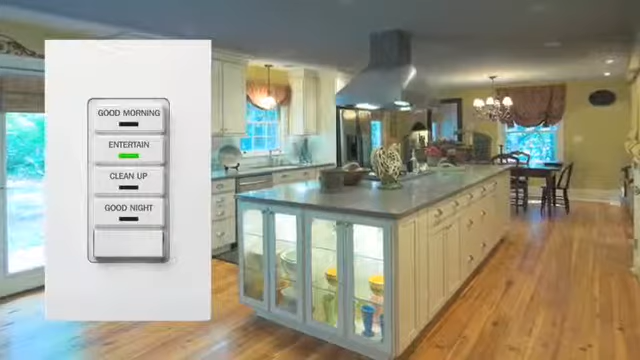 GOOD MORNING
ENTERTAIN
CLEAN UP
GOOD NIGHT